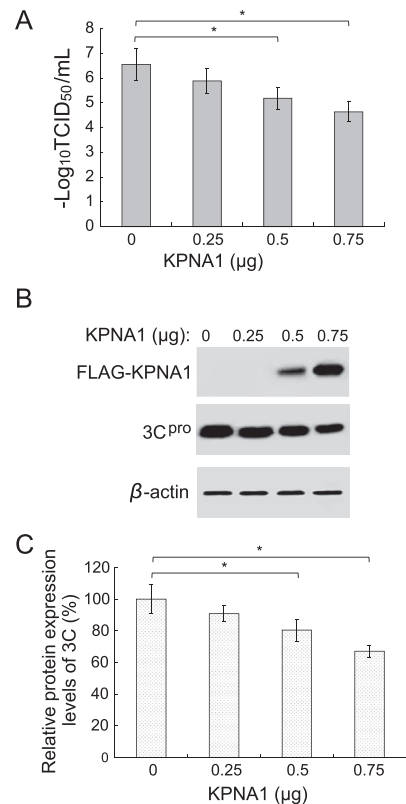 A
*
*
8
7
6
5
4
3
2
1
0
-Log10TCID50/mL
0 0.25 0.5 0.75
KPNA1 (µg)
B
KPNA1 (µg): 0 0.25 0.5 0.75
FLAG-KPNA1
3Cpro
β-actin
C
*
*
120
100
80
60
40
20
0
Relative protein expression
levels of 3C (%)
0 0.25 0.5 0.75
KPNA1 (µg)